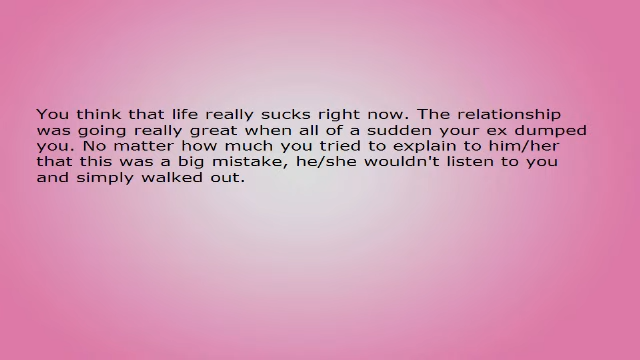 You think that life really sucks right now. The relationship
was going really great when all of a sudden your ex dumped
you. No matter how much you tried to explain to him/her
that this was a big mistake, he/she wouldn't listen to you
and simply walked out.